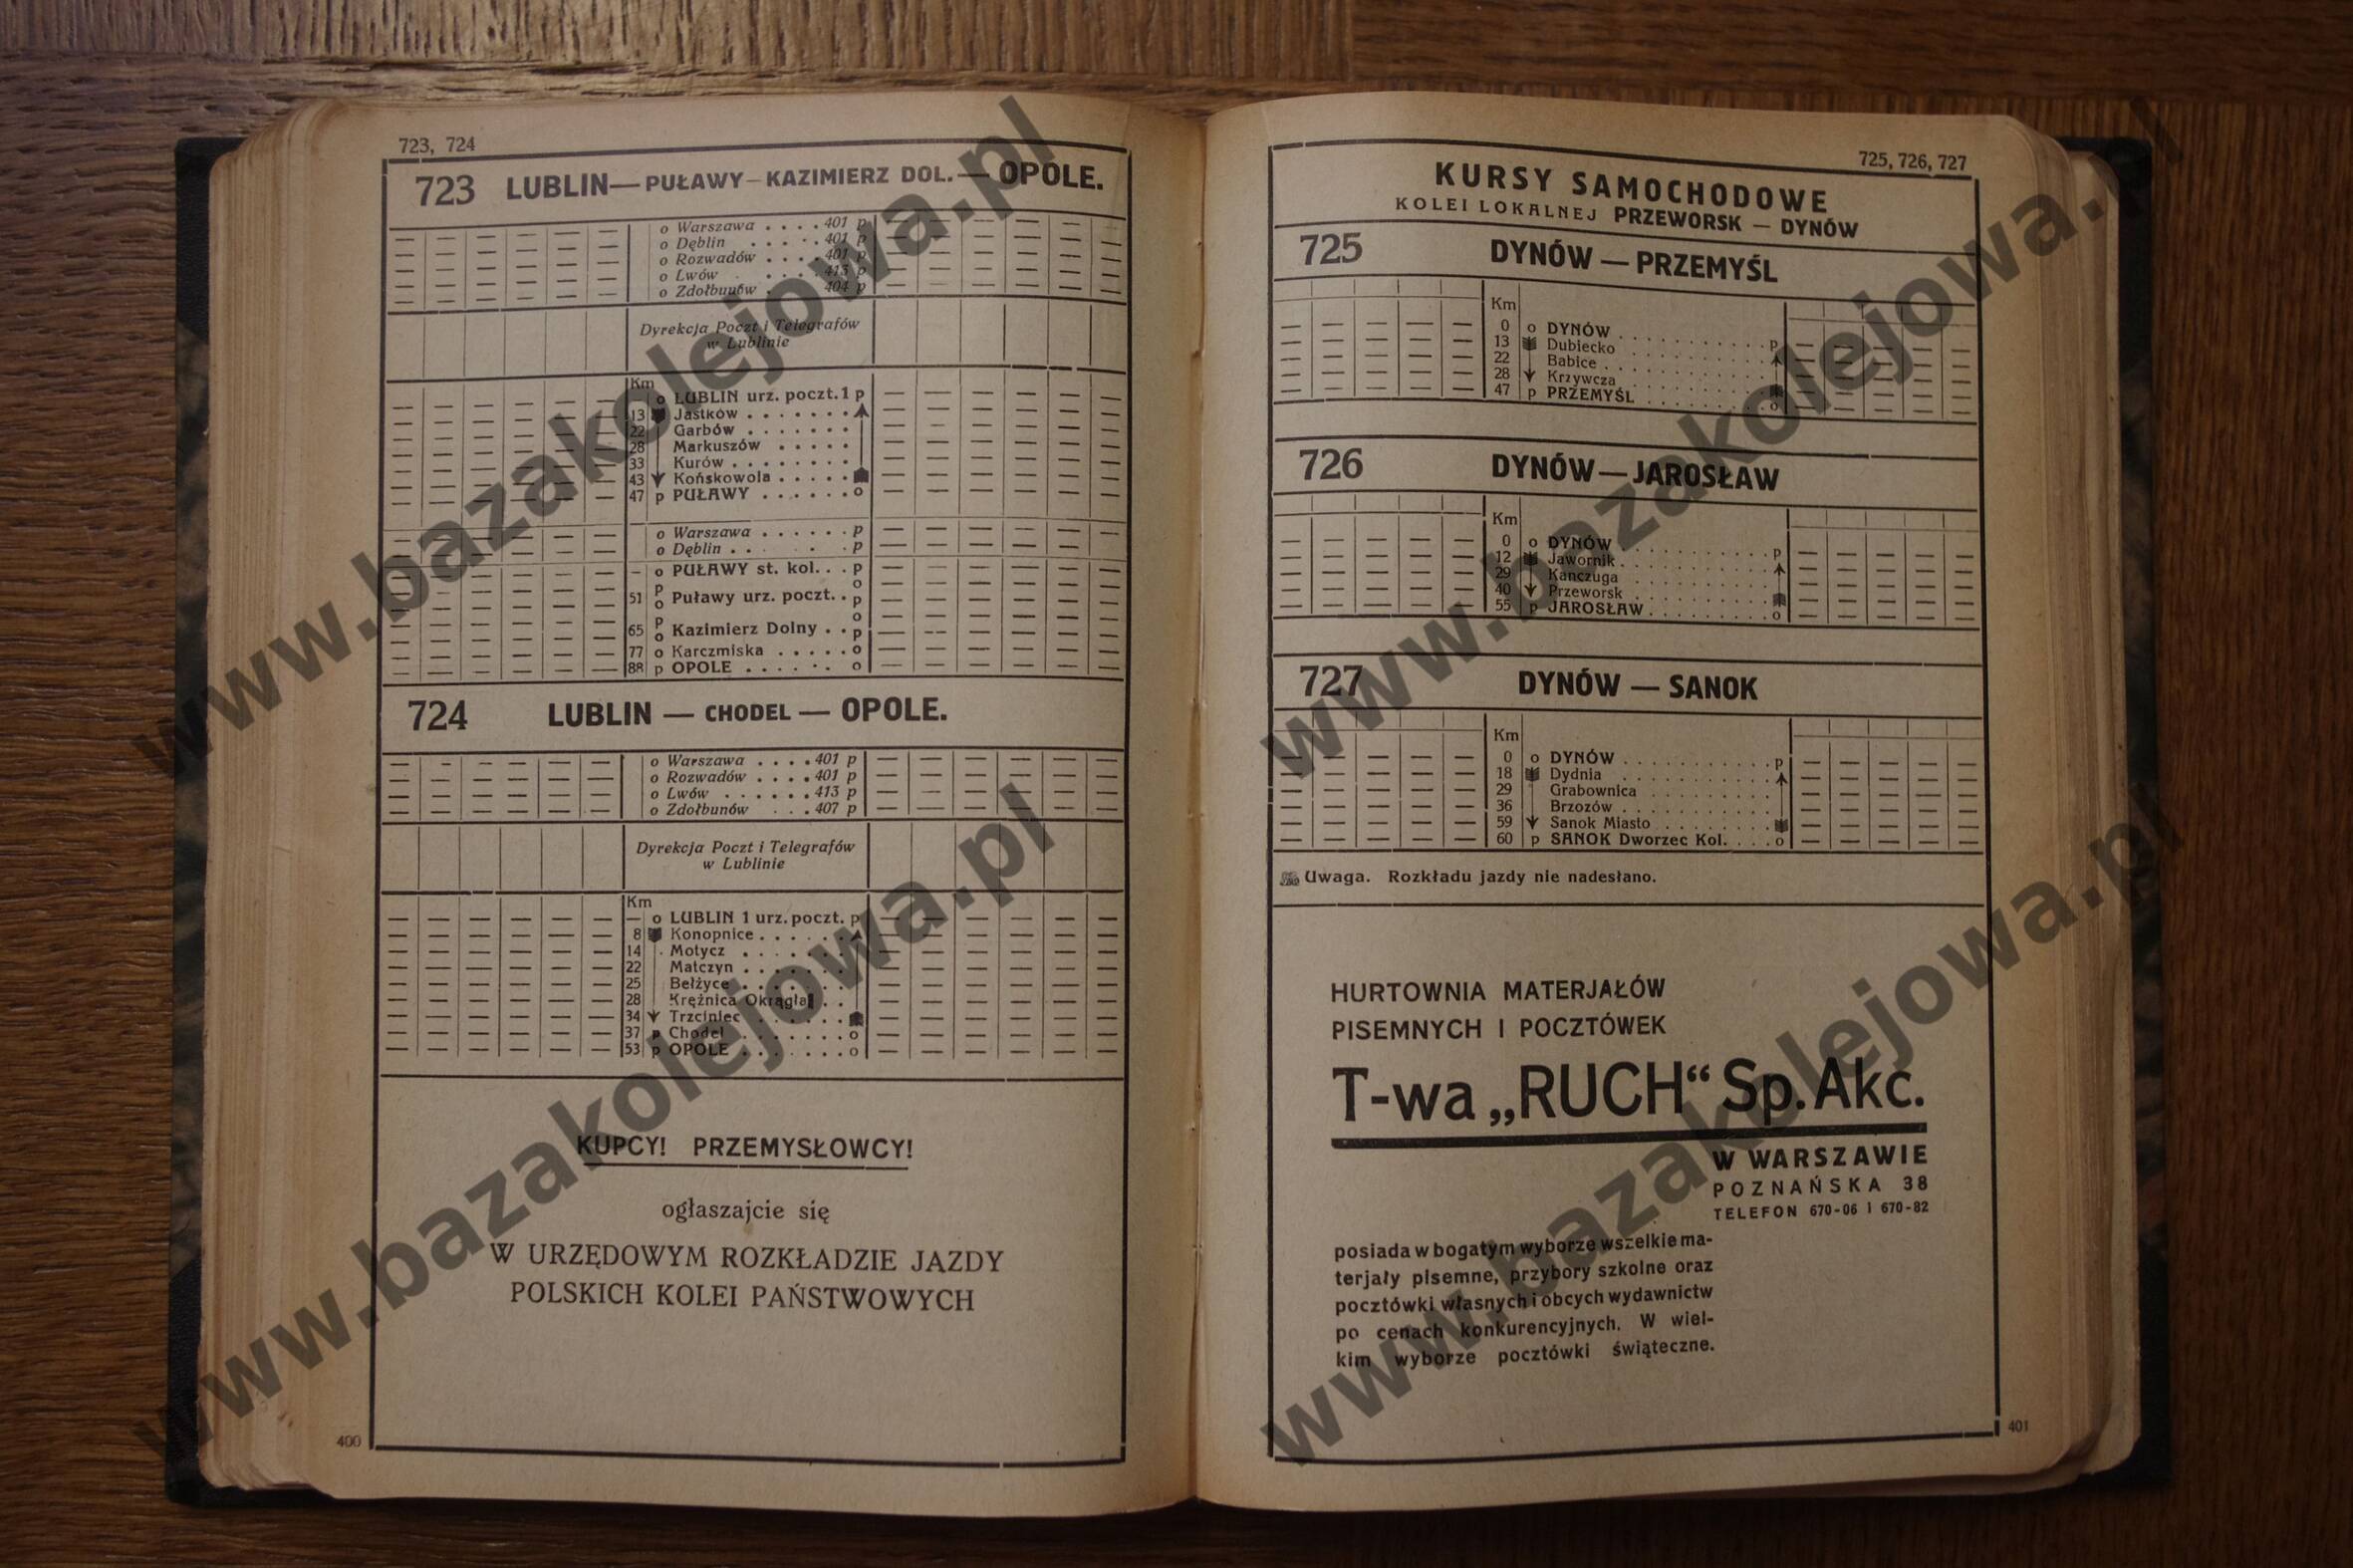 723, 724
723 LUBLIN — PUŁAWY — KAZIMIERZ DOL. — OPOLE.
o Warszawa . . . . 401 p
o Dęblin . . . . . 401 p
o Rozwadów . . . . 401 p
o Lwów . . . . . 413 p
o Zdołbunów . 404 p
Dyrekcja Poczt i Telegrafów
w Lublinie
Km
o LUBLIN urz. poczt. 1 p
13 Jastków . . . . . . .
22 Garbów . . . . . . .
28 Markuszów . . . . .
33 Kurów . . . . . . . .
43 Końskowola . . . . .
47 p PUŁAWY . . . . . . o
o Warszawa . . . . . . p
o Dęblin . . . . . p
— o PUŁAWY st. kol. . . p
51 p o Puławy urz. poczt. . o p
65 p o Kazimierz Dolny . . o p
77 o Karczmiska . . . . . o
88 p OPOLE . . . . . . o
724 LUBLIN — CHODEL — OPOLE.
o Warszawa . . . . 401 p
o Rozwadów . . . . 401 p
o Lwów . . . . . . 413 p
o Zdołbunów . . . 407 p
Dyrekcja Poczt i Telegrafów
w Lublinie
Km
— o LUBLIN 1 urz. poczt. p
8 Konopnice . . . . . .
14 Motycz . . . . . . .
22 Matczyn . . . . . . .
25 Bełżyce . . . . . . .
28 Krężnica Okrągła . .
34 Trzciniec . . . . . . .
37 p Chodel . . . . . . . o
53 p OPOLE . . . . . . . o
KUPCY! PRZEMYSŁOWCY!
ogłaszajcie się
W URZĘDOWYM ROZKŁADZIE JAZDY
POLSKICH KOLEI PAŃSTWOWYCH
400
725, 726, 727
KURSY SAMOCHODOWE
KOLEI LOKALNEJ PRZEWORSK — DYNÓW
725 DYNÓW — PRZEMYŚL
Km
0 o DYNÓW . . . . . . . . . . . p
13 Dubiecko . . . . . . . . . .
22 Babice . . . . . . . . . . .
28 Krzywcza . . . . . . . . . .
47 p PRZEMYŚL . . . . . . . . . o
726 DYNÓW — JAROSŁAW
Km
0 o DYNÓW . . . . . . . . . . . p
12 Jawornik . . . . . . . . . .
29 Kanczuga . . . . . . . . . .
40 Przeworsk . . . . . . . . . .
55 p JAROSŁAW . . . . . . . . . o
727 DYNÓW — SANOK
Km
0 o DYNÓW . . . . . . . . . . . p
18 Dydnia . . . . . . . . . . .
29 Grabownica . . . . . . . . .
36 Brzozów . . . . . . . . . . .
59 Sanok Miasto . . . . . . . .
60 p SANOK Dworzec Kol. . . . o
Uwaga. Rozkładu jazdy nie nadesłano.
HURTOWNIA MATERJAŁÓW
PISEMNYCH I POCZTÓWEK
T-wa „RUCH“ Sp. Akc.
W WARSZAWIE
POZNAŃSKA 38
TELEFON 670-06 I 670-82
posiada w bogatym wyborze wszelkie ma-
terjały pisemne, przybory szkolne oraz
pocztówki własnych i obcych wydawnictw
po cenach konkurencyjnych. W wiel-
kim wyborze pocztówki świąteczne.
401
www.bazakolejowa.pl
www.bazakolejowa.pl
www.bazakolejowa.pl
www.bazakolejowa.pl